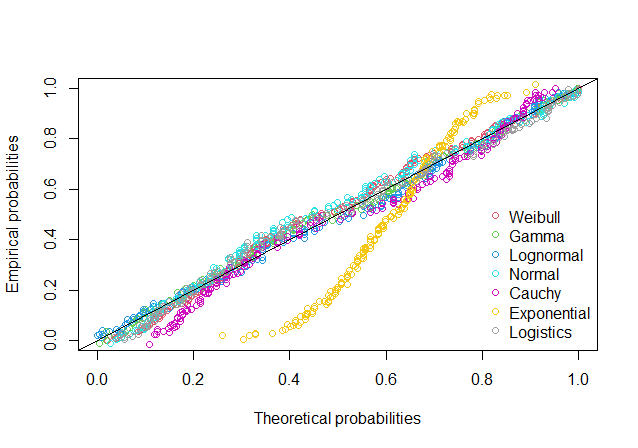 1.0
0.8
0.6
0.4
0.2
0.0
Empirical probabilities
Weibull
Gamma
Lognormal
Normal
Cauchy
Exponential
Logistics
0.0 0.2 0.4 0.6 0.8 1.0
Theoretical probabilities